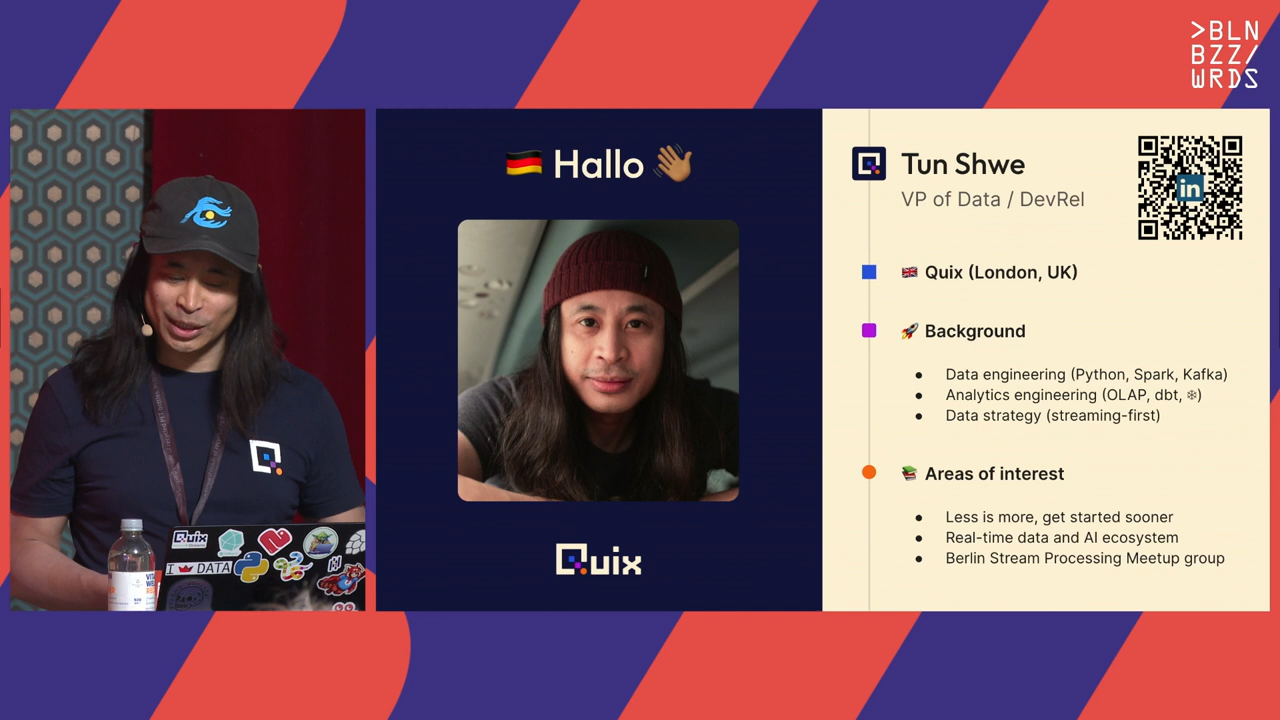 >BLN
BZZ/
WRDS
🇩🇪 Hallo 👋🏽
Quix
Tun Shwe
VP of Data / DevRel
in
🇬🇧 Quix (London, UK)
🚀 Background
● Data engineering (Python, Spark, Kafka)
● Analytics engineering (OLAP, dbt, ❄)
● Data strategy (streaming-first)
📚 Areas of interest
● Less is more, get started sooner
● Real-time data and AI ecosystem
● Berlin Stream Processing Meetup group
Quix
I DATA